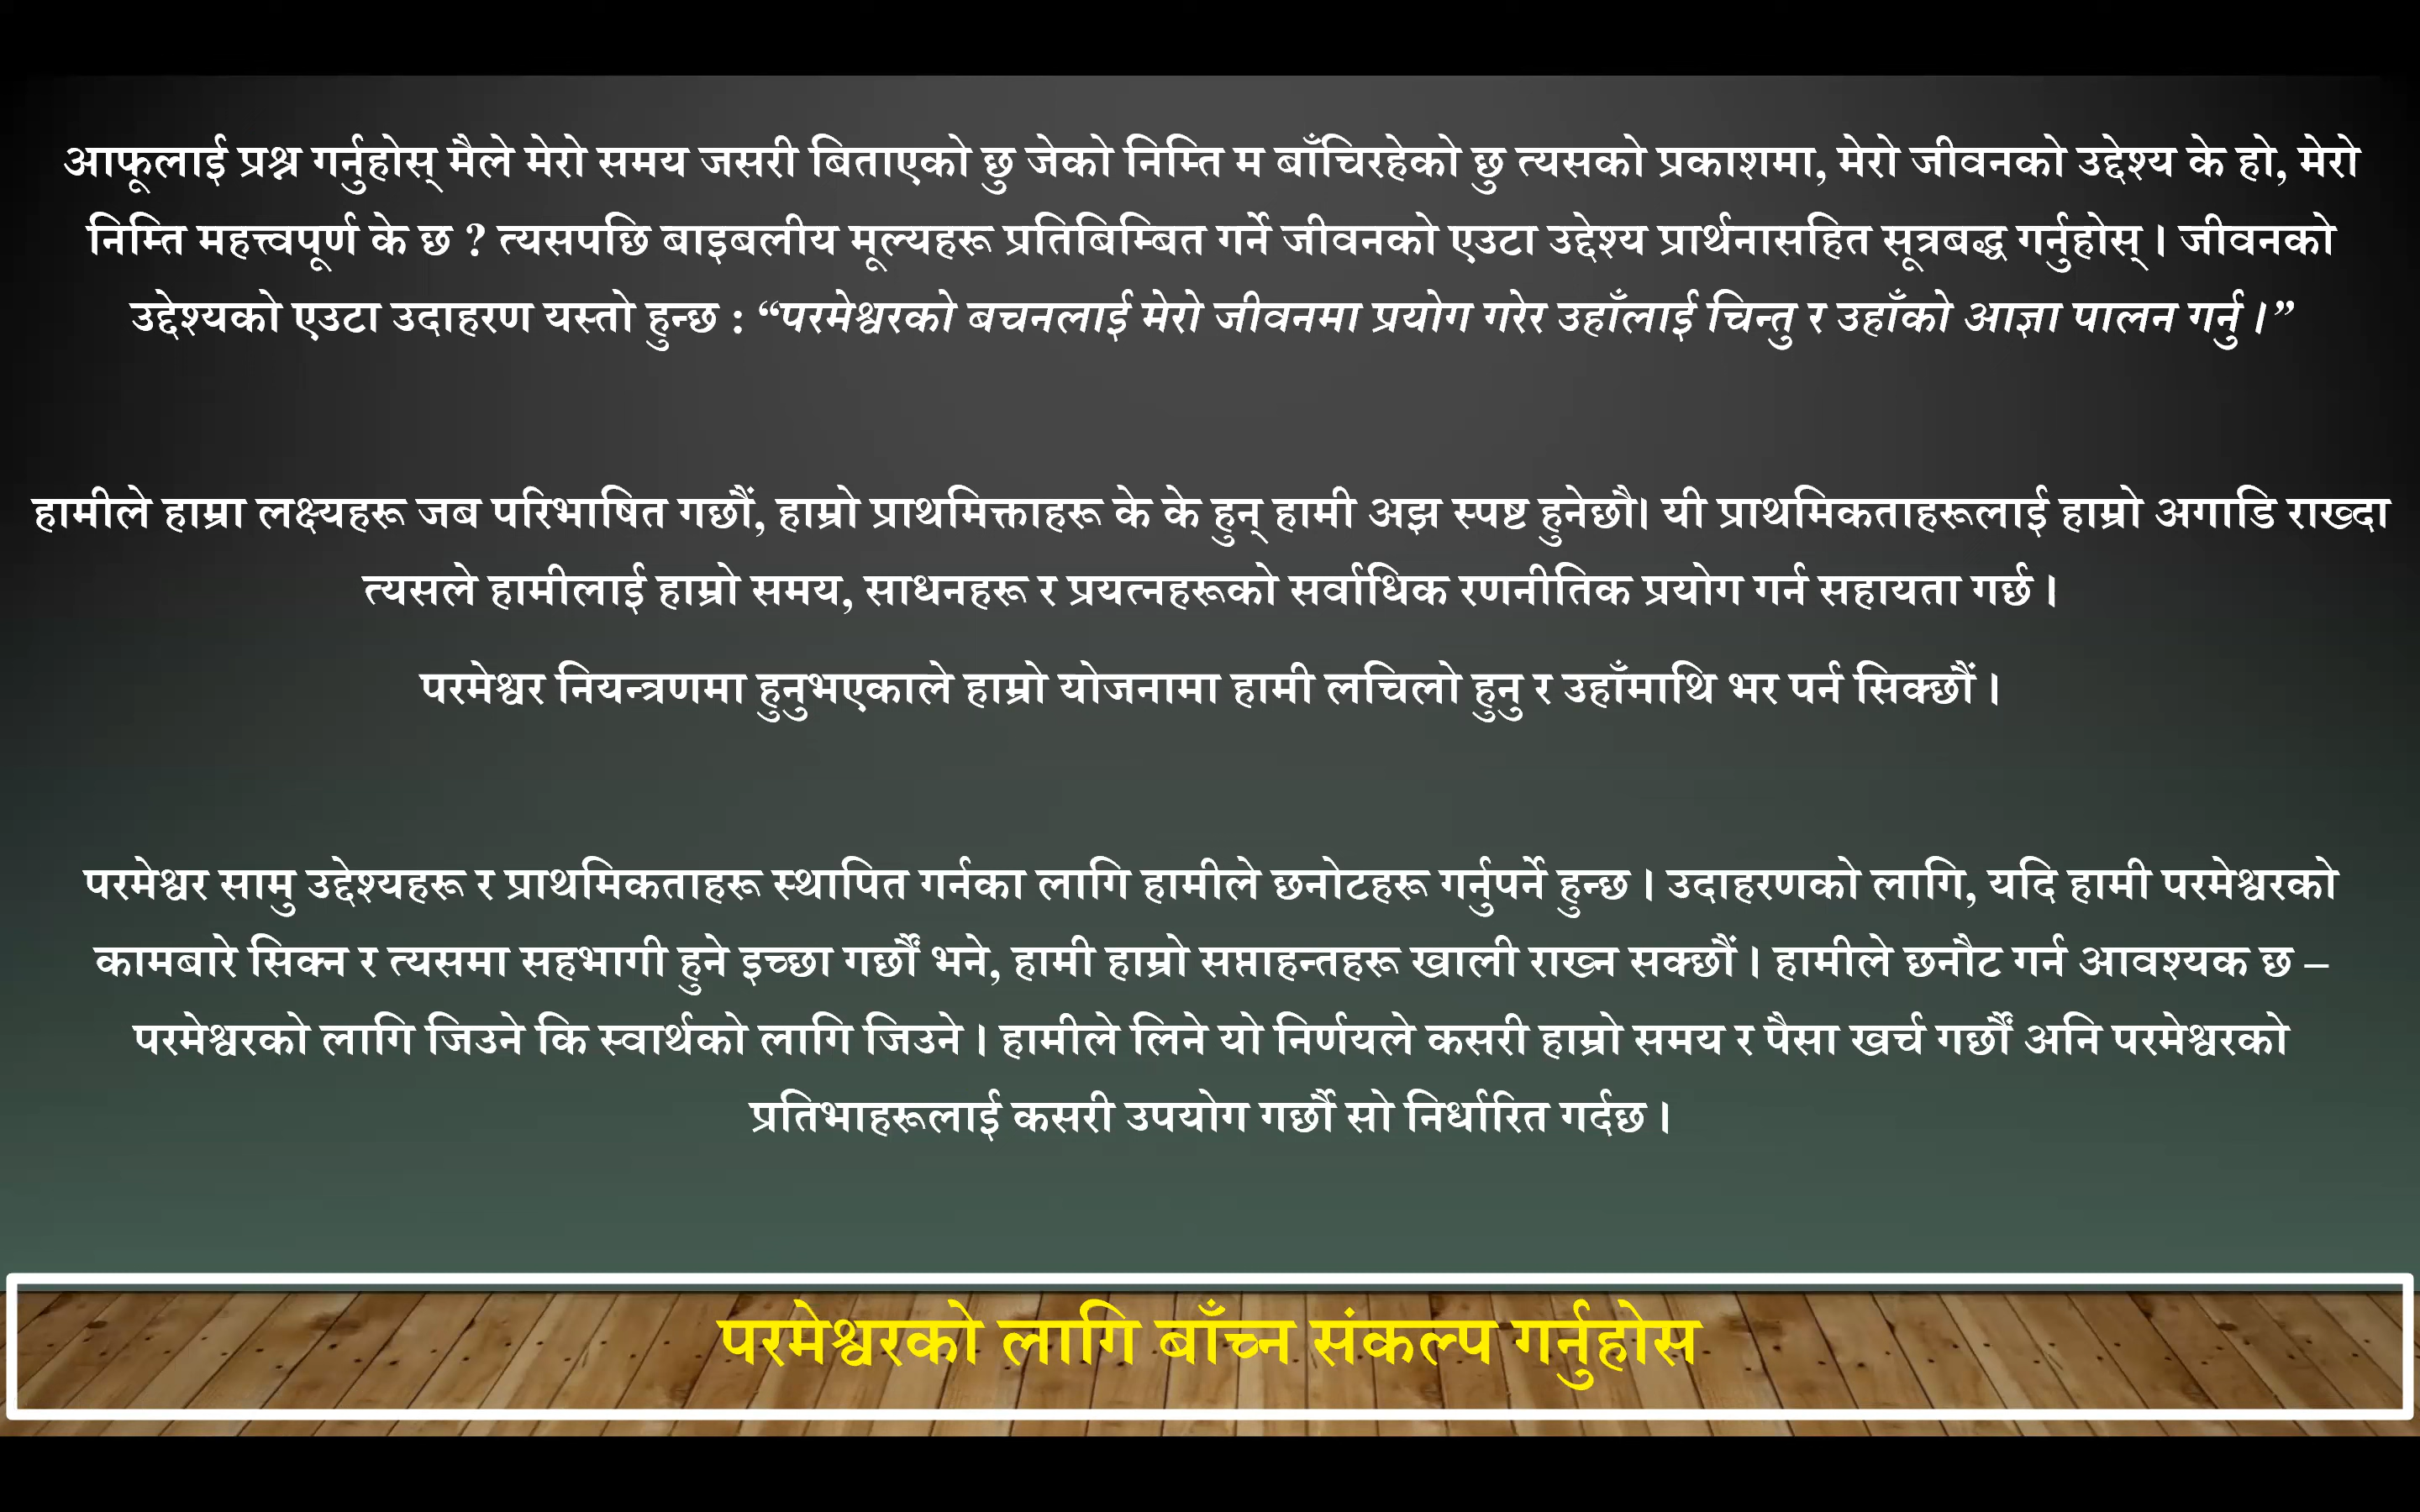 आफूलाई प्रश्न गर्नुहोस् मैले मेरो समय जसरी बिताएको छु जेको निम्ति म बाँचिरहेको छु त्यसको प्रकाशमा, मेरो जीवनको उद्देश्य के हो, मेरो
निम्ति महत्त्वपूर्ण के छ ? त्यसपछि बाइबलीय मूल्यहरू प्रतिबिम्बित गर्ने जीवनको एउटा उद्देश्य प्रार्थनासहित सूत्रबद्ध गर्नुहोस् । जीवनको
उद्देश्यको एउटा उदाहरण यस्तो हुन्छ : “परमेश्वरको बचनलाई मेरो जीवनमा प्रयोग गरेर उहाँलाई चिन्तु र उहाँको आज्ञा पालन गर्नु ।”
हामीले हाम्रा लक्ष्यहरू जब परिभाषित गर्छौं, हाम्रो प्राथमिक्ताहरू के के हुन् हामी अझ स्पष्ट हुनेछौ। यी प्राथमिकताहरूलाई हाम्रो अगाडि राख्दा
त्यसले हामीलाई हाम्रो समय, साधनहरू र प्रयत्नहरूको सर्वाधिक रणनीतिक प्रयोग गर्न सहायता गर्छ ।
परमेश्वर नियन्त्रणमा हुनुभएकाले हाम्रो योजनामा हामी लचिलो हुनु र उहाँमाथि भर पर्न सिक्छौं ।
परमेश्वर सामु उद्देश्यहरू र प्राथमिकताहरू स्थापित गर्नका लागि हामीले छनोटहरू गर्नुपर्ने हुन्छ । उदाहरणको लागि, यदि हामी परमेश्वरको
कामबारे सिक्न र त्यसमा सहभागी हुने इच्छा गर्छौं भने, हामी हाम्रो सप्ताहन्तहरू खाली राख्न सक्छौं । हामीले छनौट गर्न आवश्यक छ –
परमेश्वरको लागि जिउने कि स्वार्थको लागि जिउने । हामीले लिने यो निर्णयले कसरी हाम्रो समय र पैसा खर्च गर्छौं अनि परमेश्वरको
प्रतिभाहरूलाई कसरी उपयोग गर्छौ सो निर्धारित गर्दछ ।
परमेश्वरको लागि बाँच्न संकल्प गर्नुहोस